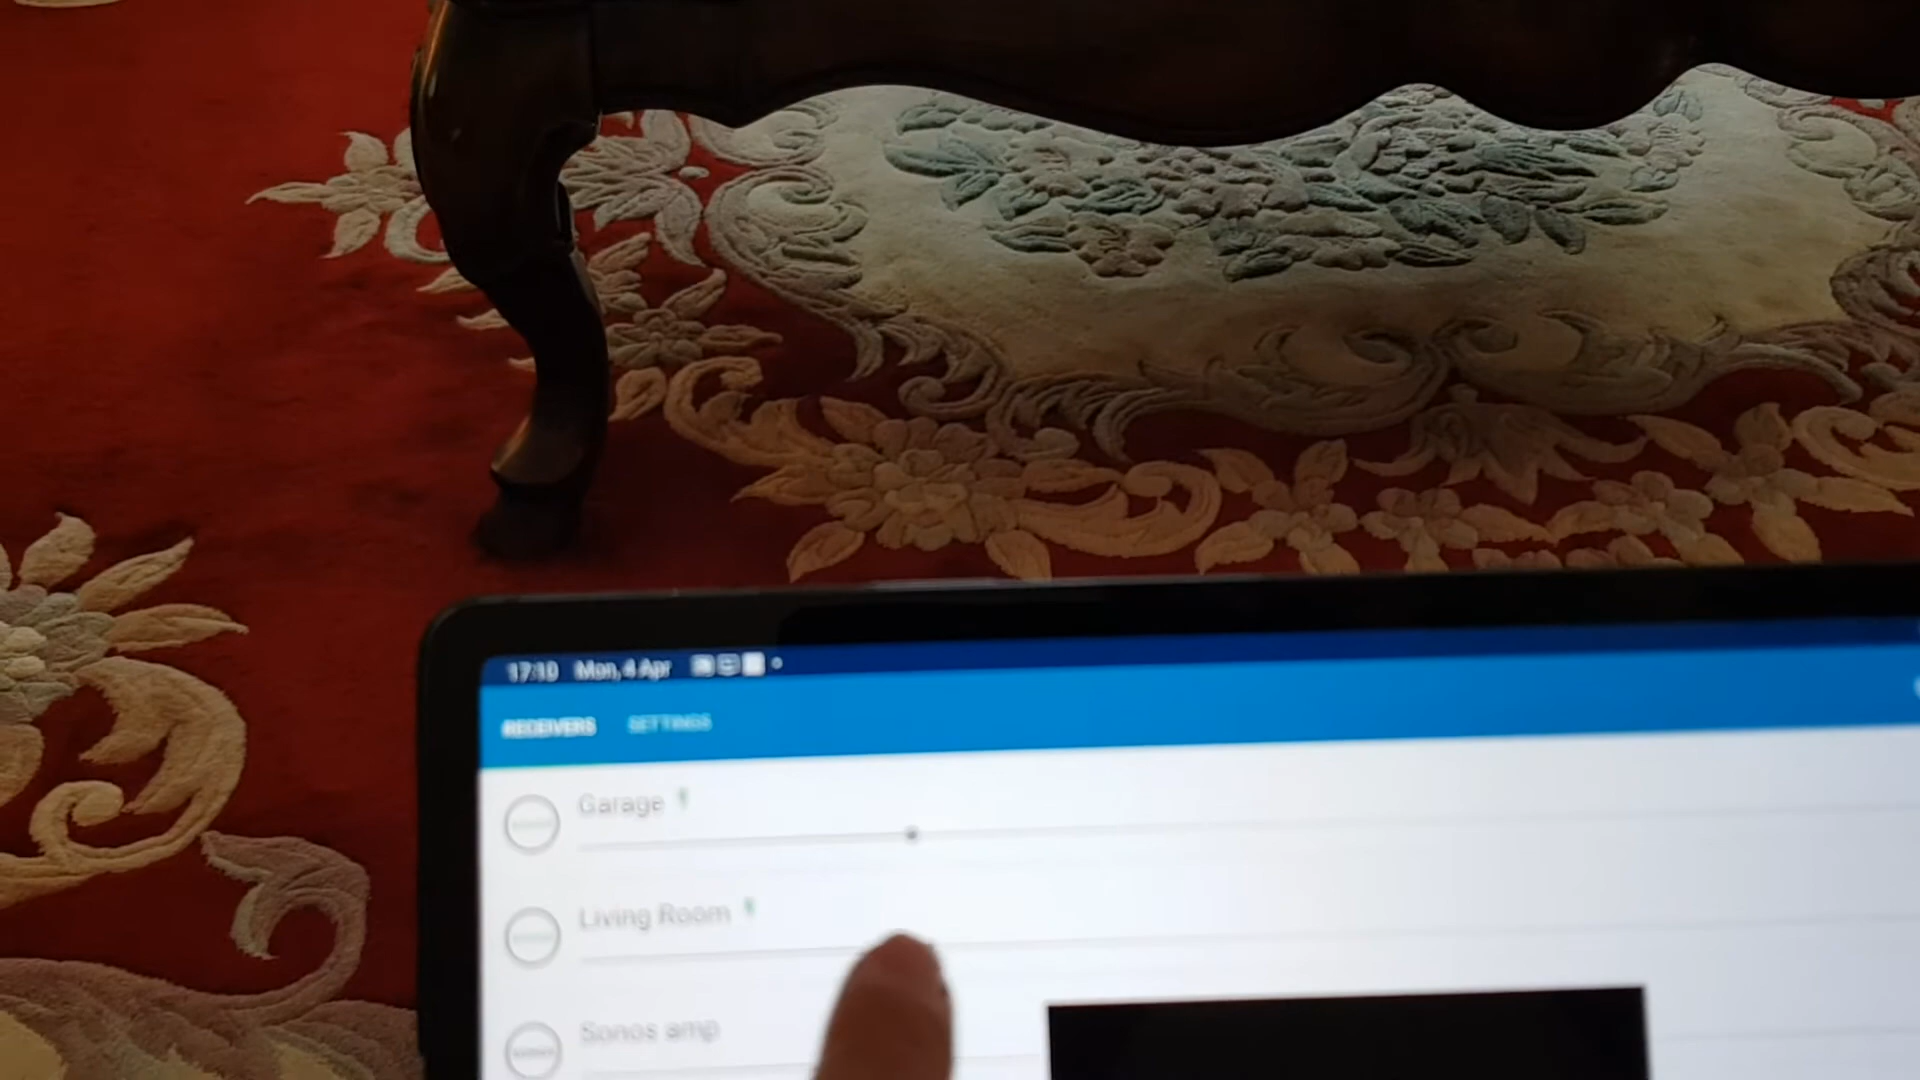 17:10 Mon, 4 Apr
RECEIVERS SETTINGS
Garage
Living Room
Sonos amp